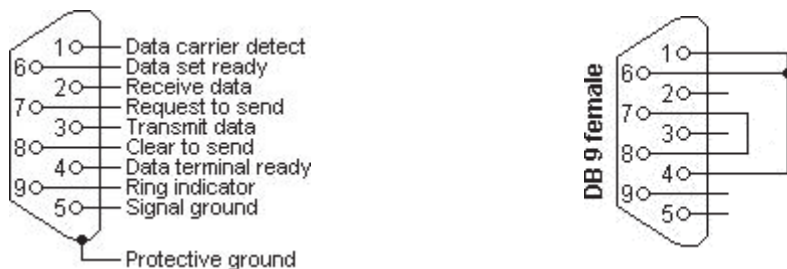 1 Data carrier detect
6 Data set ready
2 Receive data
7 Request to send
3 Transmit data
8 Clear to send
4 Data terminal ready
9 Ring indicator
5 Signal ground
Protective ground
DB 9 female
1
6
2
7
3
8
4
9
5